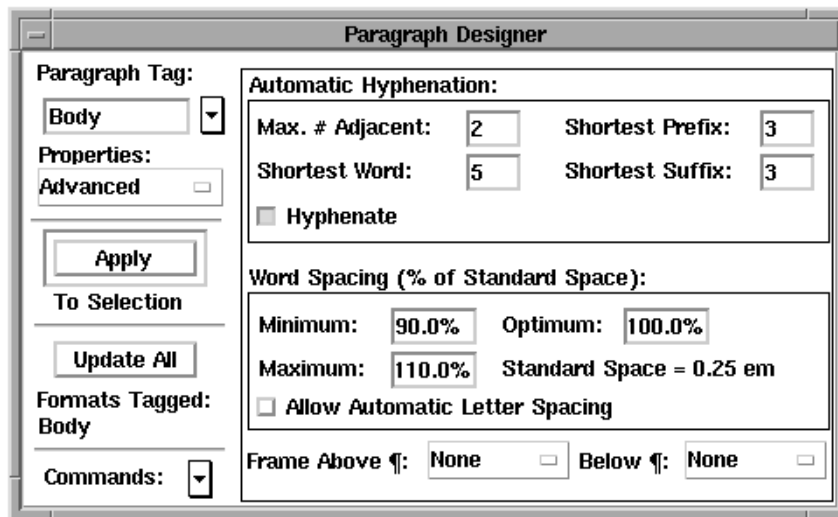 Paragraph Designer
Paragraph Tag:
Body
Properties:
Advanced
Apply
To Selection
Update All
Formats Tagged:
Body
Commands:
Automatic Hyphenation:
Max. # Adjacent: 2 Shortest Prefix: 3
Shortest Word: 5 Shortest Suffix: 3
Hyphenate
Word Spacing (% of Standard Space):
Minimum: 90.0% Optimum: 100.0%
Maximum: 110.0% Standard Space = 0.25 em
Allow Automatic Letter Spacing
Frame Above ¶: None Below ¶: None